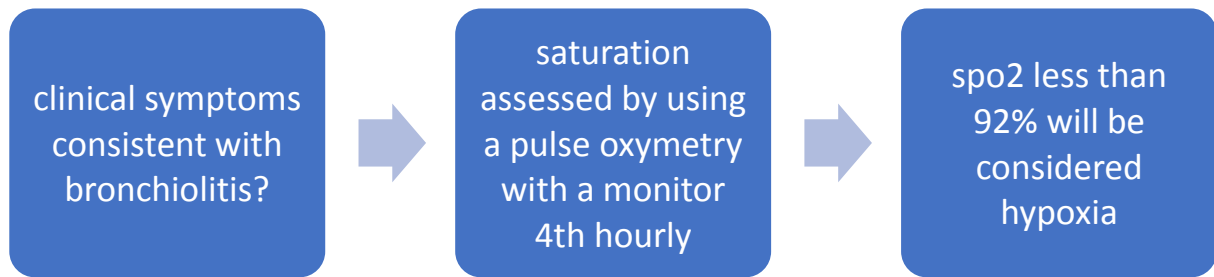 clinical symptoms
consistent with
bronchiolitis?
saturation
assessed by using
a pulse oxymetry
with a monitor
4th hourly
spo2 less than
92% will be
considered
hypoxia